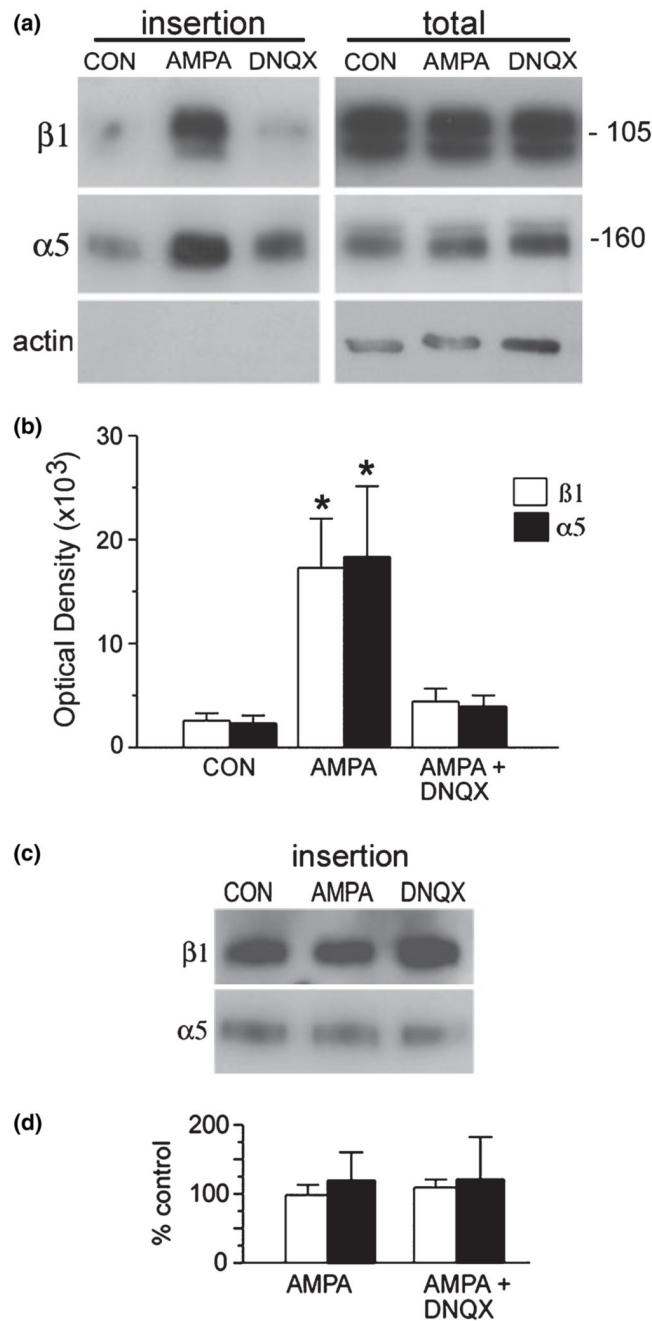 (a)
insertion total
CON AMPA DNQX CON AMPA DNQX
β1 - 105
α5 -160
actin
(b)
Optical Density (x10³)
30
20
10
0
* *
ß1
α5
CON AMPA AMPA +
DNQX
(c)
insertion
CON AMPA DNQX
β1
α5
(d)
% control
200
100
0
AMPA AMPA +
DNQX